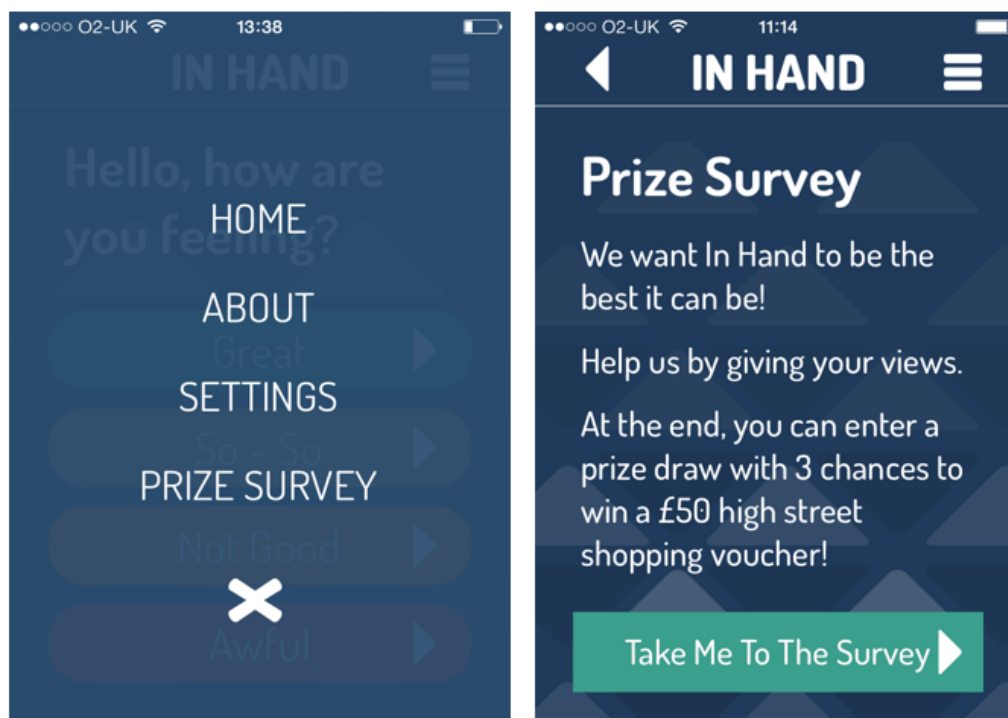 O2-UK 13:38
IN HAND
Hello, how are
you feeling?
HOME
ABOUT
Great
SETTINGS
So - So
PRIZE SURVEY
Not Good
Awful
O2-UK 11:14
IN HAND
Prize Survey
We want In Hand to be the
best it can be!
Help us by giving your views.
At the end, you can enter a
prize draw with 3 chances to
win a £50 high street
shopping voucher!
Take Me To The Survey